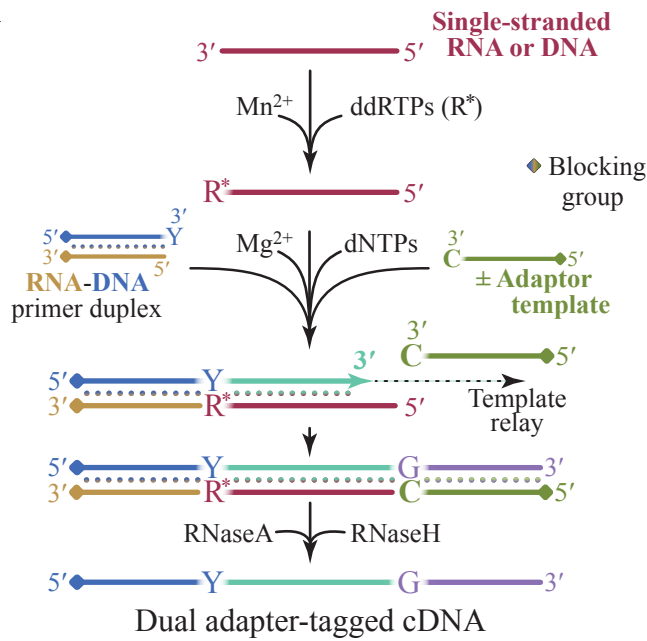 Single-stranded
RNA or DNA
3′ 5′
Mn²⁺ ddRTPs (R*)
R* 5′
Blocking
group
5′ 3′ Y
3′ 5′
RNA-DNA
primer duplex
Mg²⁺ dNTPs
3′
C 5′
± Adaptor
template
5′ Y 3′
3′ R* 5′
3′
C 5′
Template
relay
5′ Y G 3′
3′ R* C 5′
RNaseA RNaseH
5′ Y G 3′
Dual adapter-tagged cDNA